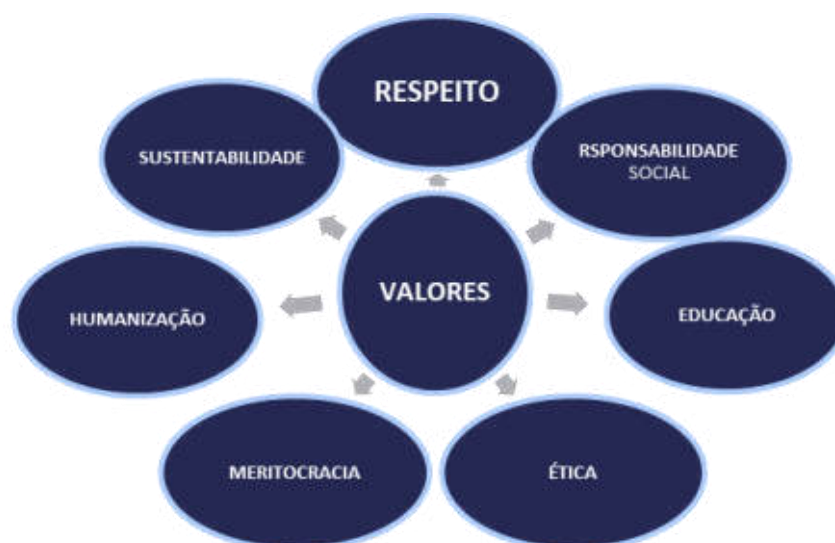 RESPEITO
SUSTENTABILIDADE
RSPONSABILIDADE
SOCIAL
VALORES
HUMANIZAÇÃO
EDUCAÇÃO
MERITOCRACIA
ÉTICA